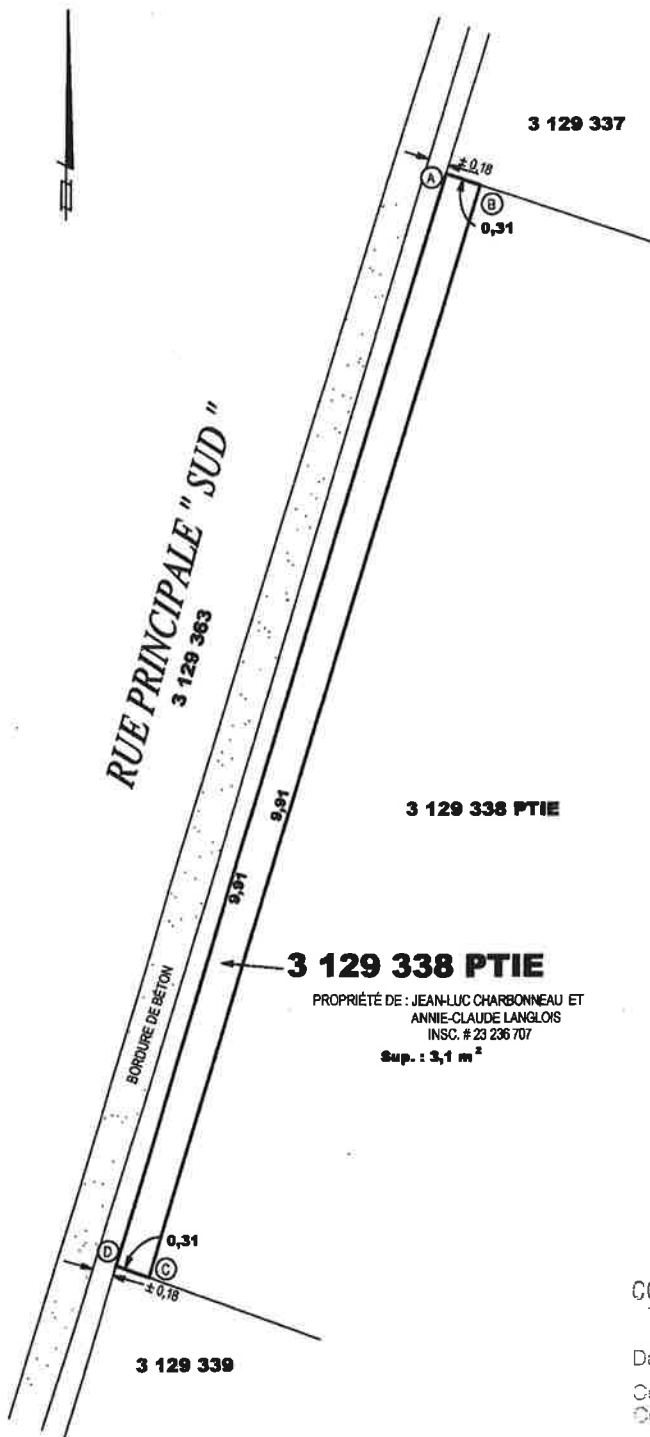 3 129 337
± 0,18
A
B
0,31
RUE PRINCIPALE " SUD "
3 129 363
9,91
3 129 338 PTIE
9,91
3 129 338 PTIE
PROPRIÉTÉ DE : JEAN-LUC CHARBONNEAU ET
ANNIE-CLAUDE LANGLOIS
INSC. # 23 236 707
Sup. : 3,1 m²
BORDURE DE BÉTON
0,31
D
C
± 0,18
3 129 339
Da